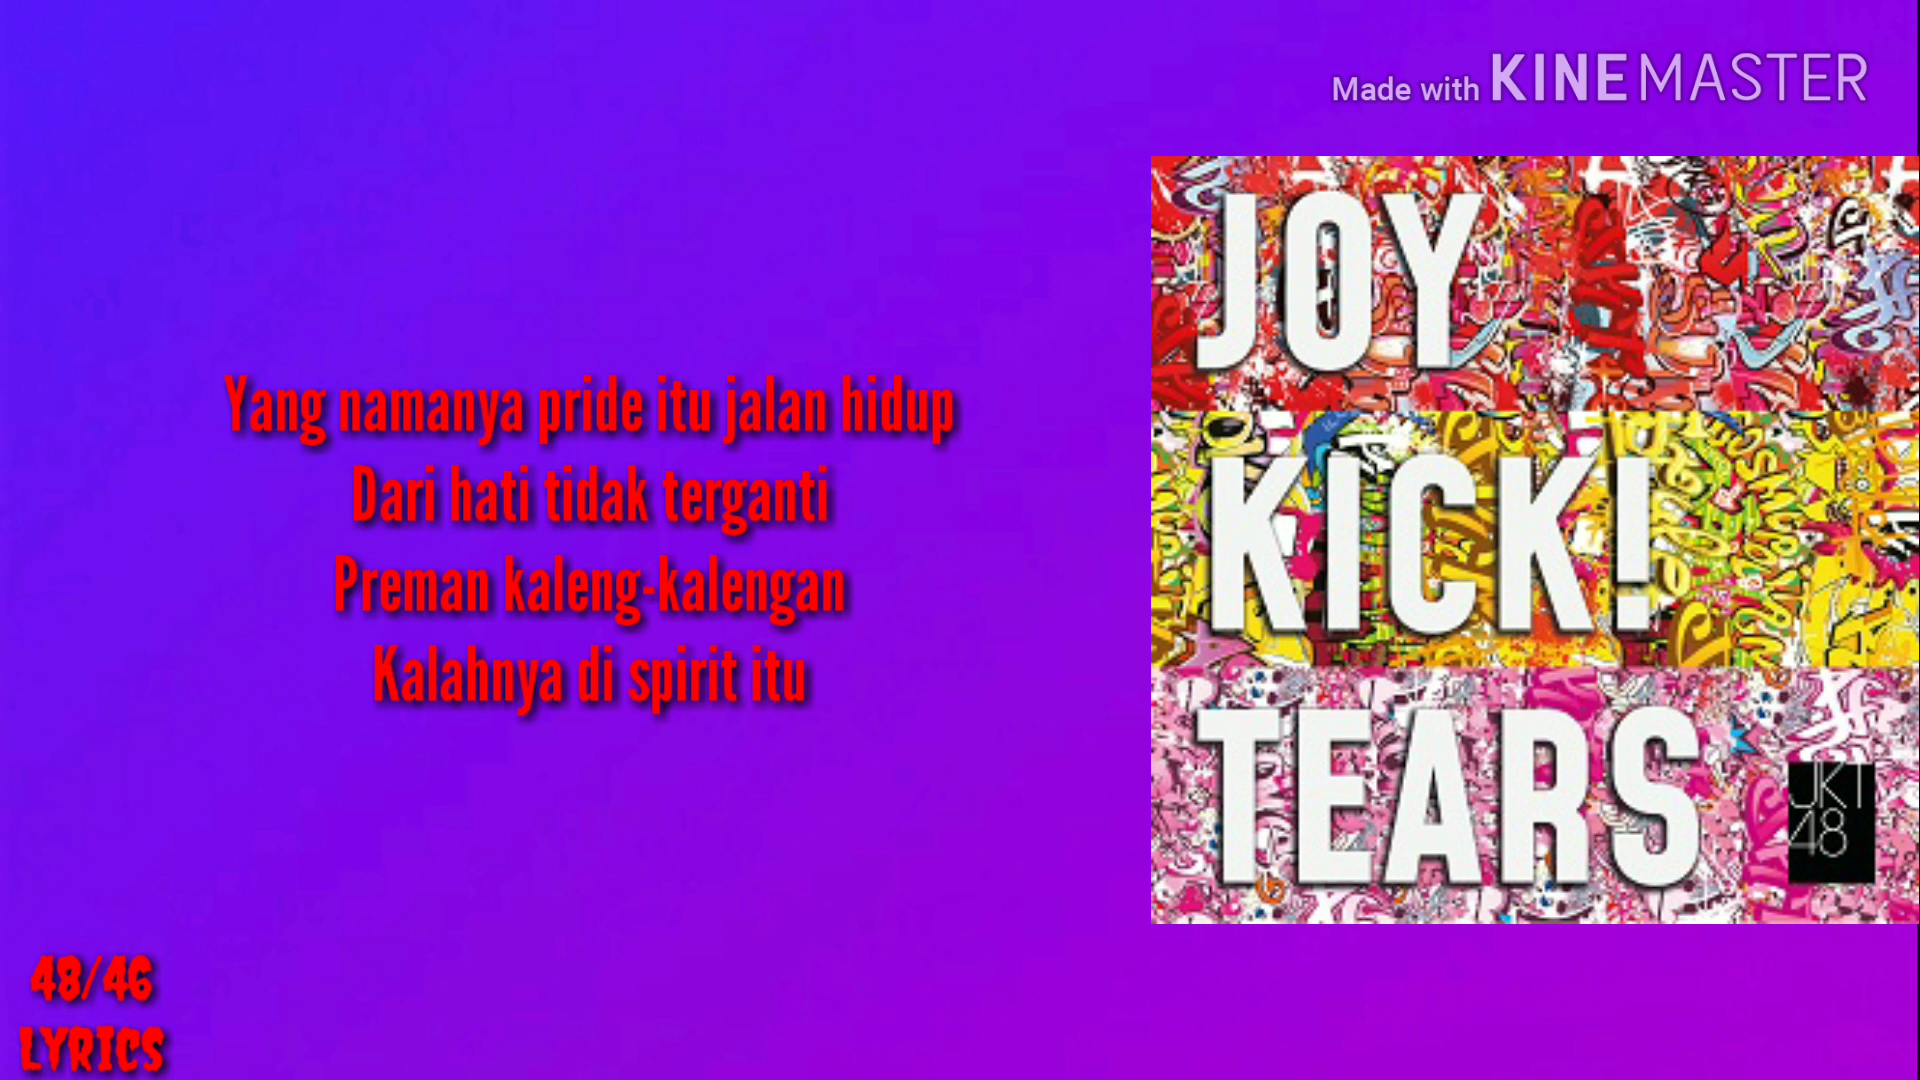 Made with KINEMASTER
Yang namanya pride itu jalan hidup
Dari hati tidak terganti
Preman kaleng-kalengan
Kalahnya di spirit itu
JOY
KICK!
TEARS
JKT
48
48/46
LYRICS